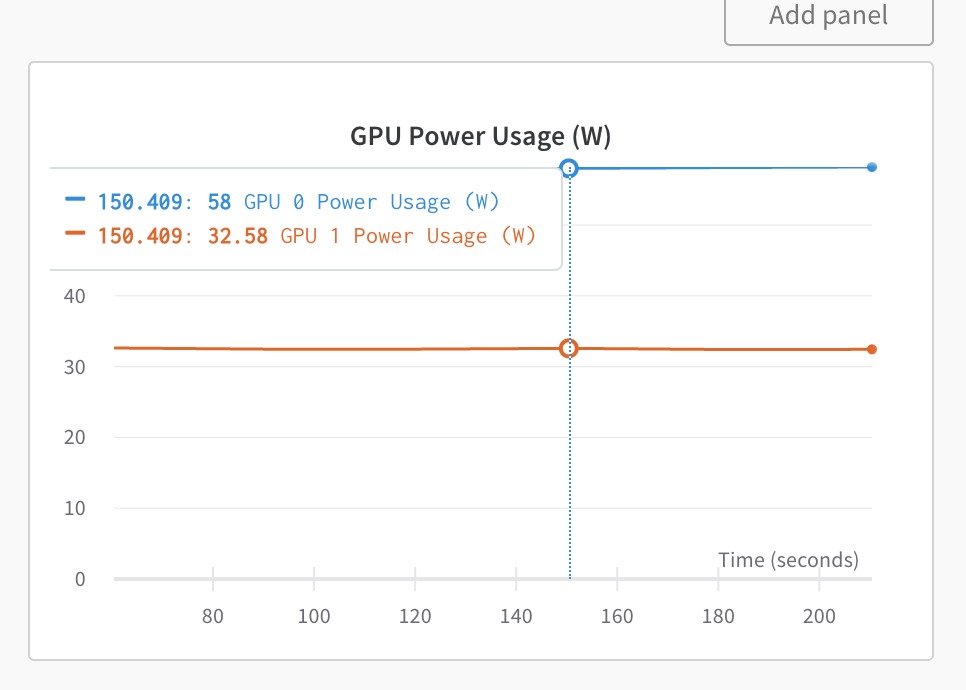 Add panel
GPU Power Usage (W)
150.409: 58 GPU 0 Power Usage (W)
150.409: 32.58 GPU 1 Power Usage (W)
40
30
20
10
0
Time (seconds)
80 100 120 140 160 180 200